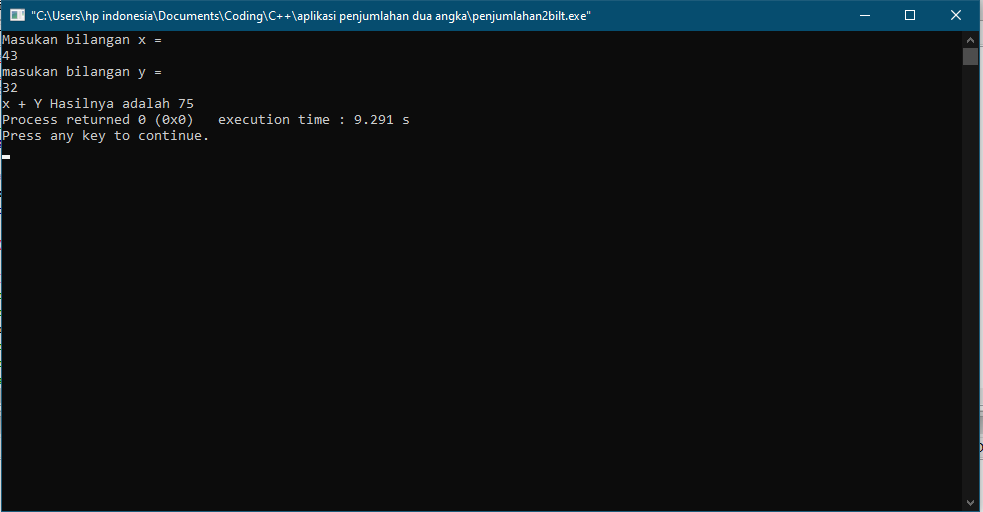 "C:\Users\hp indonesia\Documents\Coding\C++\aplikasi penjumlahan dua angka\penjumlahan2bilt.exe"
Masukan bilangan x =
43
masukan bilangan y =
32
x + Y Hasilnya adalah 75
Process returned 0 (0x0)   execution time : 9.291 s
Press any key to continue.